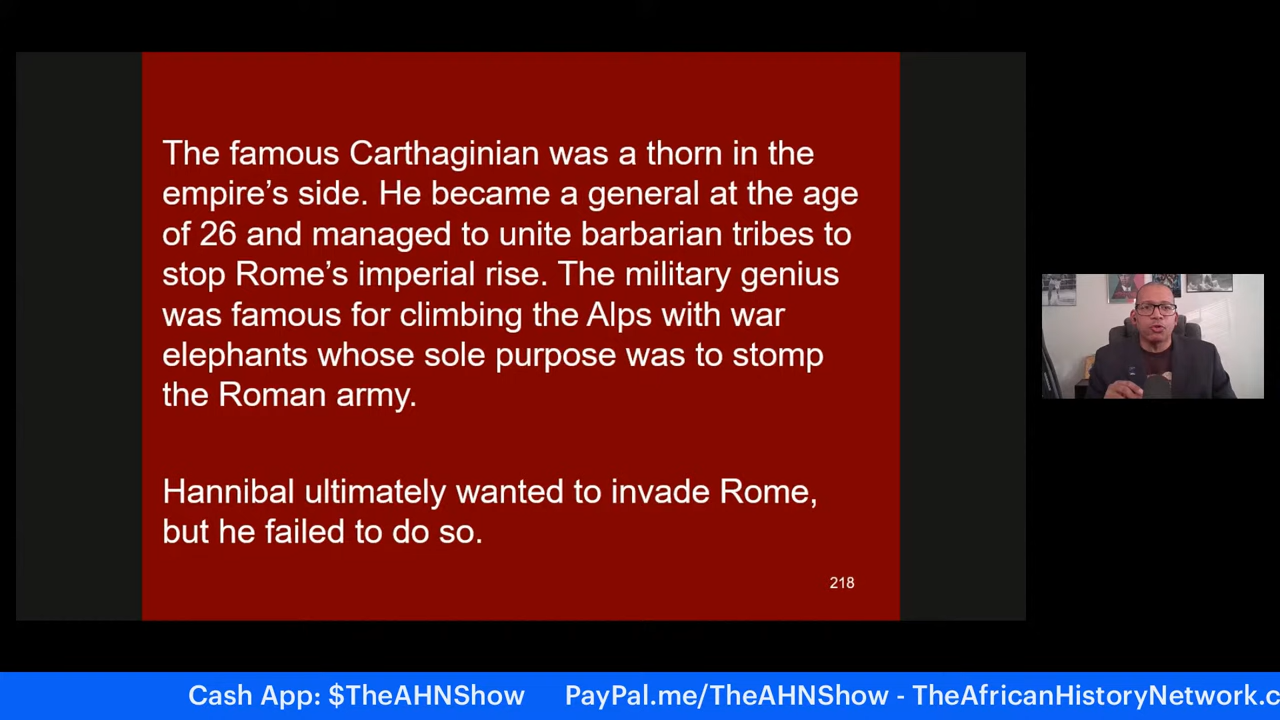 The famous Carthaginian was a thorn in the
empire’s side. He became a general at the age
of 26 and managed to unite barbarian tribes to
stop Rome’s imperial rise. The military genius
was famous for climbing the Alps with war
elephants whose sole purpose was to stomp
the Roman army.
Hannibal ultimately wanted to invade Rome,
but he failed to do so.
218
Cash App: $TheAHNShow PayPal.me/TheAHNShow - TheAfricanHistoryNetwork.c